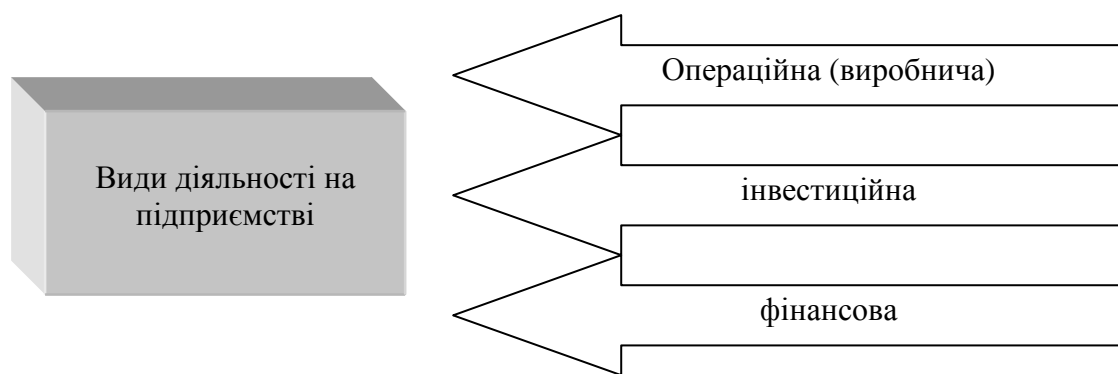 Операційна (виробнича)
Види діяльності на
підприємстві
інвестиційна
фінансова